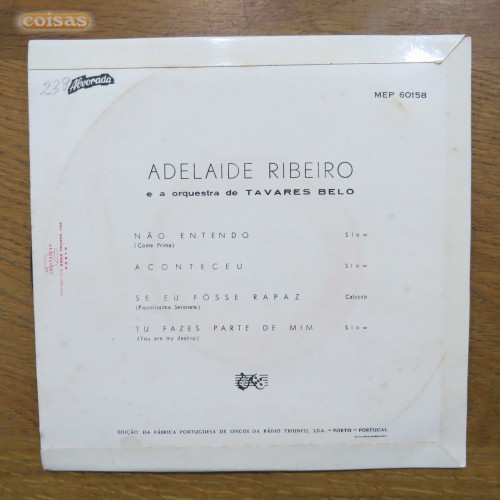 coisas
239 Alvorada
MEP 60158
ADELAIDE RIBEIRO
e a orquestra de TAVARES BELO
NÃO ENTENDO Slow
(Come Prima)
ACONTECEU Slow
SE EU FÔSSE RAPAZ Calypso
(Piccolissima Serenata)
TU FAZES PARTE DE MIM Slow
(You are my destny)
EDIÇÃO DA FÁBRICA PORTUGUESA DE DISCOS DA RÁDIO TRIUNFO, LDA. — PORTO — PORTUGAL